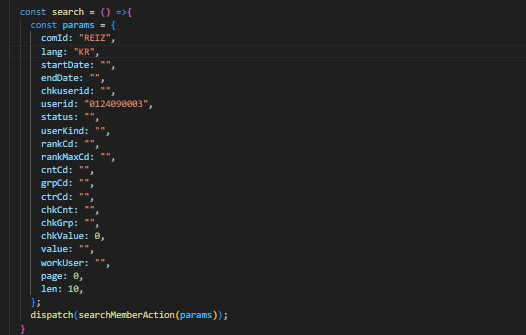 const search = () =>{
const params = {
comId: "REIZ",
lang: "KR",
startDate: "",
endDate: "",
chkuserid: "",
userid: "0124090003",
status: "",
userKind: "",
rankCd: "",
rankMaxCd: "",
cntCd: "",
grpCd: "",
ctrCd: "",
chkCnt: "",
chkGrp: "",
chkValue: 0,
value: "",
workUser: "",
page: 0,
len: 10,
};
dispatch(searchMemberAction(params));
}